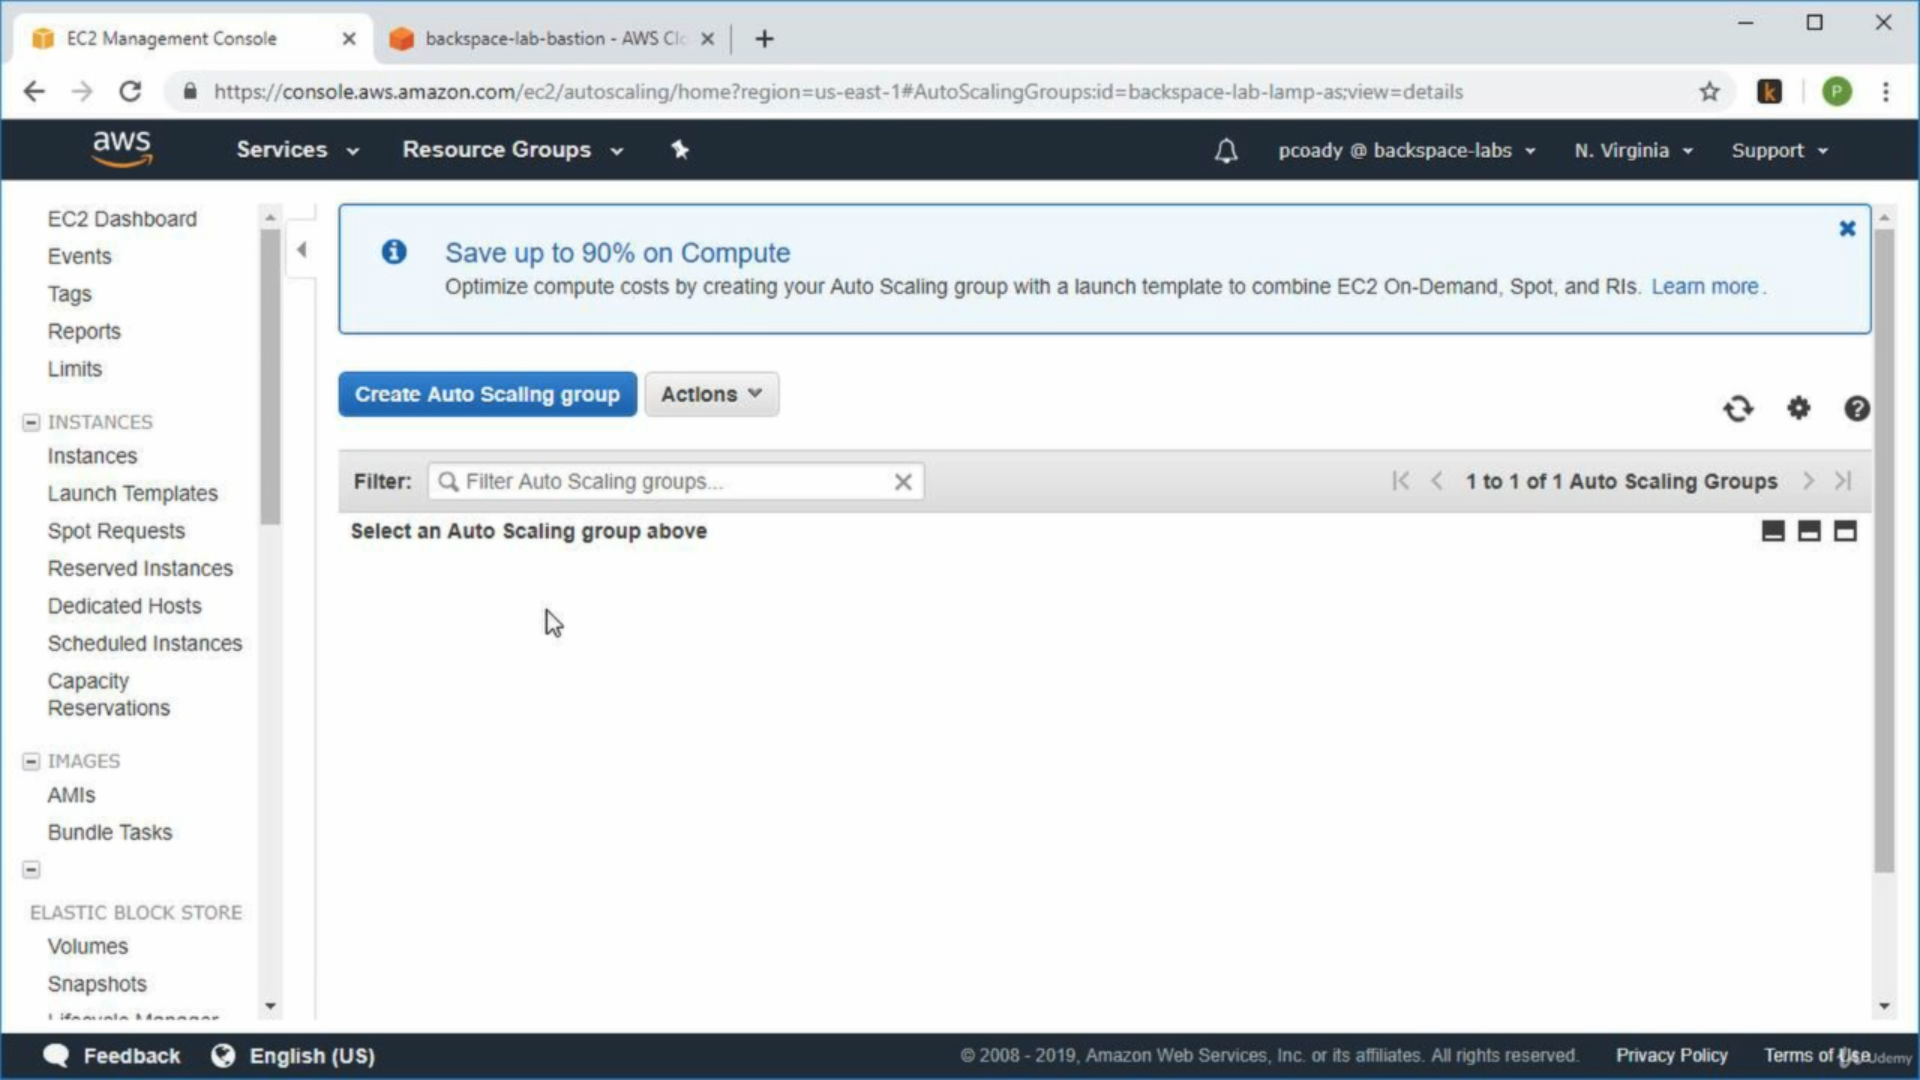 EC2 Management Console
backspace-lab-bastion - AWS Clo
https://console.aws.amazon.com/ec2/autoscaling/home?region=us-east-1#AutoScalingGroups:id=backspace-lab-lamp-as;view=details
k
P
aws
Services
Resource Groups
pcoady @ backspace-labs
N. Virginia
Support
EC2 Dashboard
Events
Tags
Reports
Limits
INSTANCES
Instances
Launch Templates
Spot Requests
Reserved Instances
Dedicated Hosts
Scheduled Instances
Capacity
Reservations
IMAGES
AMIs
Bundle Tasks
ELASTIC BLOCK STORE
Volumes
Snapshots
Lifecycle Manager
Save up to 90% on Compute
Optimize compute costs by creating your Auto Scaling group with a launch template to combine EC2 On-Demand, Spot, and RIs. Learn more.
Create Auto Scaling group
Actions
Filter:
Filter Auto Scaling groups...
1 to 1 of 1 Auto Scaling Groups
Select an Auto Scaling group above
Feedback
English (US)
© 2008 - 2019, Amazon Web Services, Inc. or its affiliates. All rights reserved.
Privacy Policy
Terms of Use
Udemy